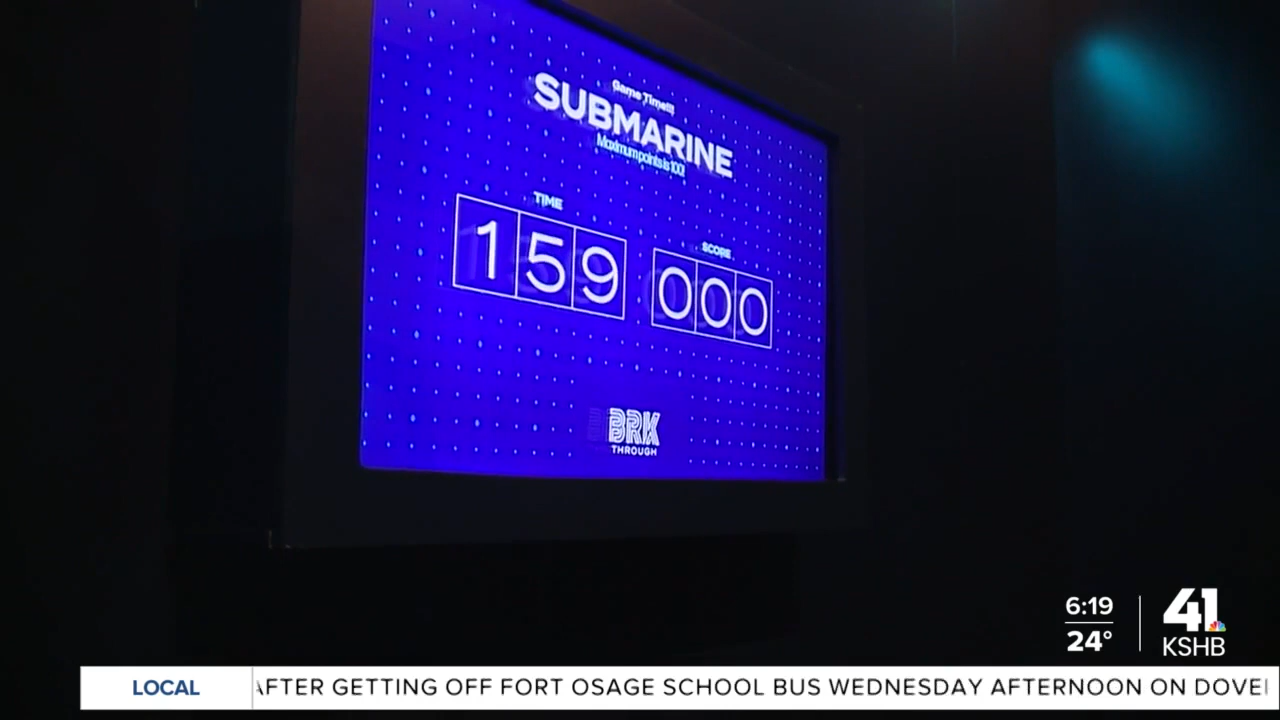 Game Time!!!
SUBMARINE
Maximum points is 100!
TIME
SCORE
159
000
BRK
THROUGH
6:19
24°
41
KSHB
LOCAL
AFTER GETTING OFF FORT OSAGE SCHOOL BUS WEDNESDAY AFTERNOON ON DOVE